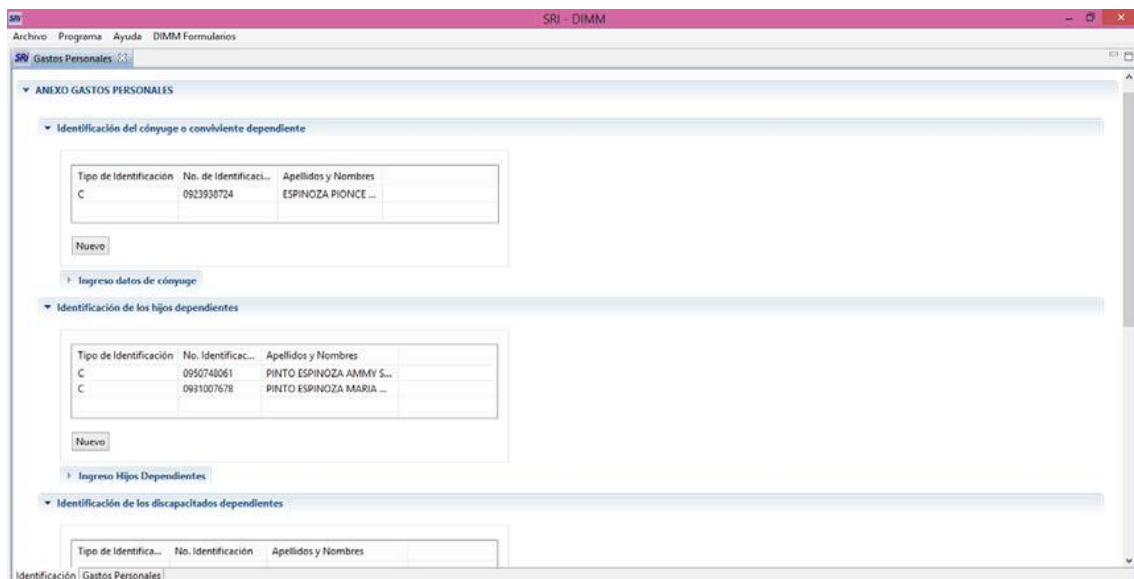 SRI SRI - DIMM
Archivo Programa Ayuda DIMM Formularios
SRI Gastos Personales
ANEXO GASTOS PERSONALES
Identificación del cónyuge o conviviente dependiente
Tipo de Identificación No. de Identificaci... Apellidos y Nombres
C 0923938724 ESPINOZA PIONCE ...
Nuevo
Ingreso datos de cónyuge
Identificación de los hijos dependientes
Tipo de Identificación No. Identificac... Apellidos y Nombres
C 0950748061 PINTO ESPINOZA AMMY S...
C 0931007678 PINTO ESPINOZA MARIA ...
Nuevo
Ingreso Hijos Dependientes
Identificación de los discapacitados dependientes
Tipo de Identifica... No. Identificación Apellidos y Nombres
Identificación Gastos Personales